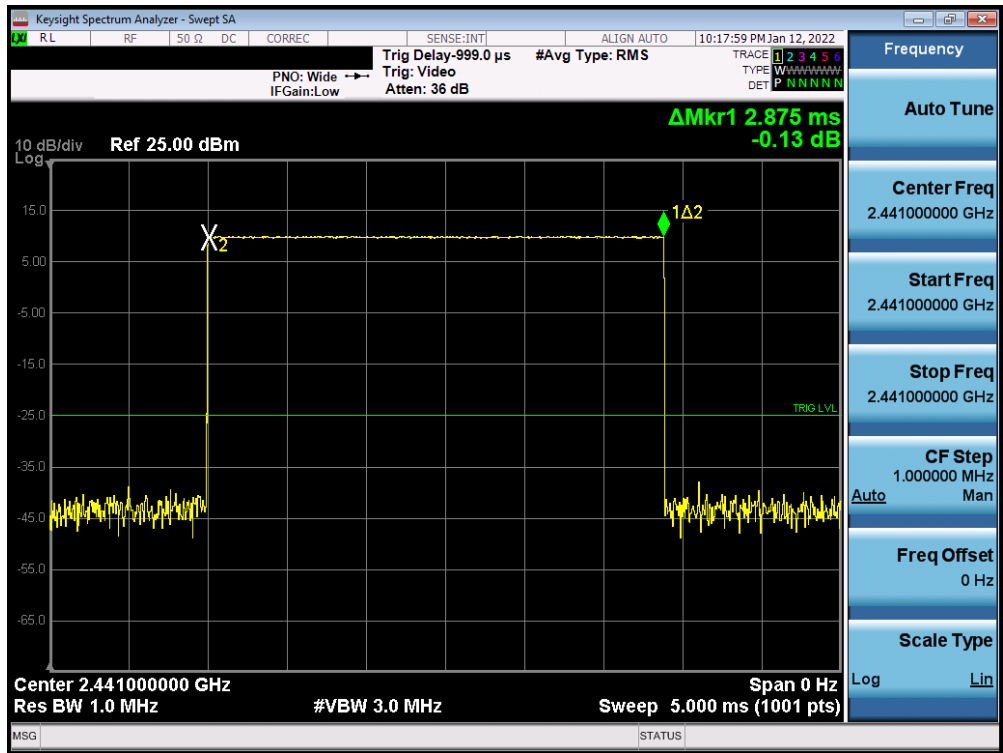 Keysight Spectrum Analyzer - Swept SA
LXI RL RF 50 Ω DC CORREC SENSE:INT ALIGN AUTO 10:17:59 PM Jan 12, 2022
Trig Delay-999.0 µs #Avg Type: RMS TRACE 1 2 3 4 5 6
PNO: Wide Trig: Video TYPE WWWWWW
IFGain:Low Atten: 36 dB DET P N N N N N
ΔMkr1 2.875 ms
-0.13 dB
10 dB/div Ref 25.00 dBm
Log
15.0
1Δ2
2
5.00
-5.00
-15.0
-25.0
TRIG LVL
-35.0
-45.0
-55.0
-65.0
Center 2.441000000 GHz Span 0 Hz
Res BW 1.0 MHz #VBW 3.0 MHz Sweep 5.000 ms (1001 pts)
MSG STATUS
Frequency
Auto Tune
Center Freq
2.441000000 GHz
Start Freq
2.441000000 GHz
Stop Freq
2.441000000 GHz
CF Step
1.000000 MHz
Auto Man
Freq Offset
0 Hz
Scale Type
Log Lin